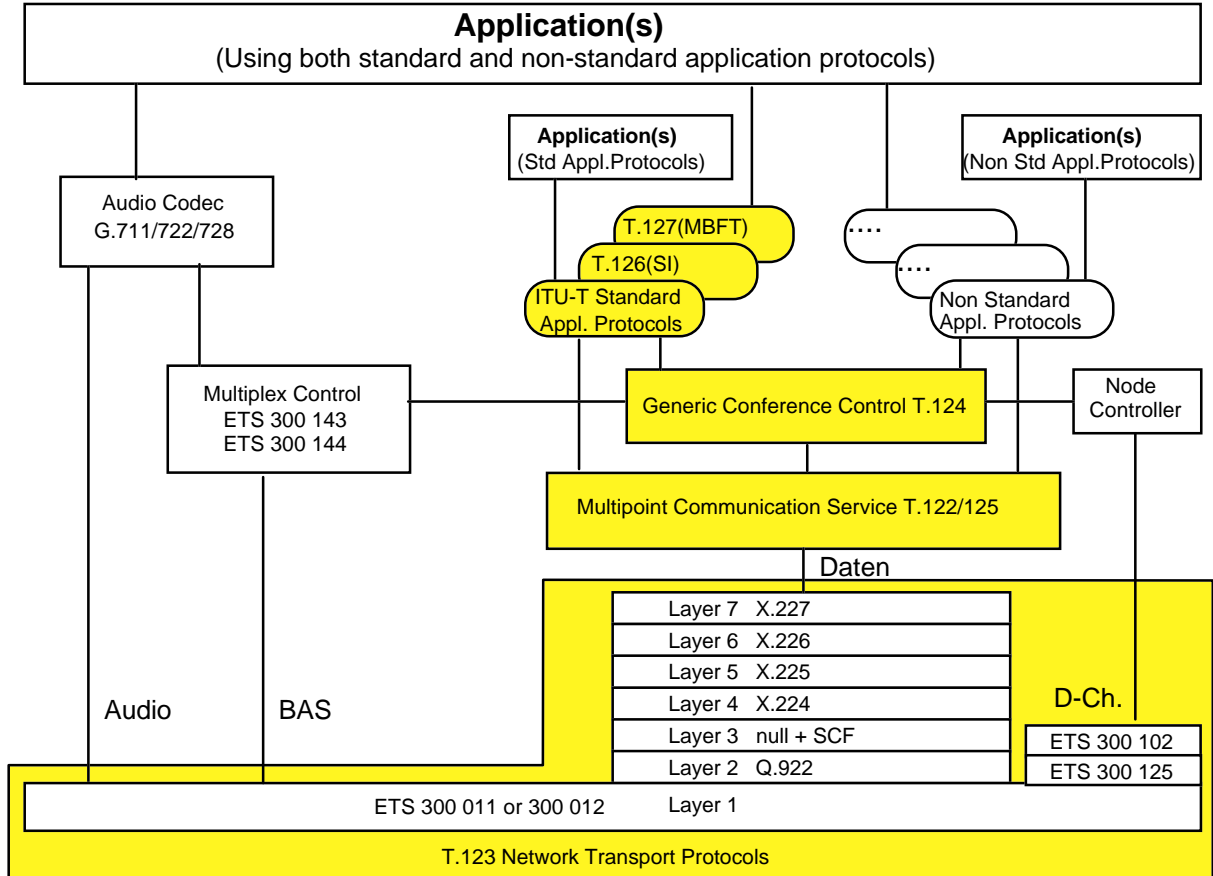 Application(s)
(Using both standard and non-standard application protocols)
Application(s)
(Std Appl.Protocols)
Application(s)
(Non Std Appl.Protocols)
Audio Codec
G.711/722/728
T.127(MBFT)
T.126(SI)
ITU-T Standard
Appl. Protocols
....
....
Non Standard
Appl. Protocols
Multiplex Control
ETS 300 143
ETS 300 144
Generic Conference Control T.124
Node
Controller
Multipoint Communication Service T.122/125
Daten
Layer 7 X.227
Layer 6 X.226
Layer 5 X.225
Layer 4 X.224
Layer 3 null + SCF
Layer 2 Q.922
Audio
BAS
D-Ch.
ETS 300 102
ETS 300 125
ETS 300 011 or 300 012 Layer 1
T.123 Network Transport Protocols